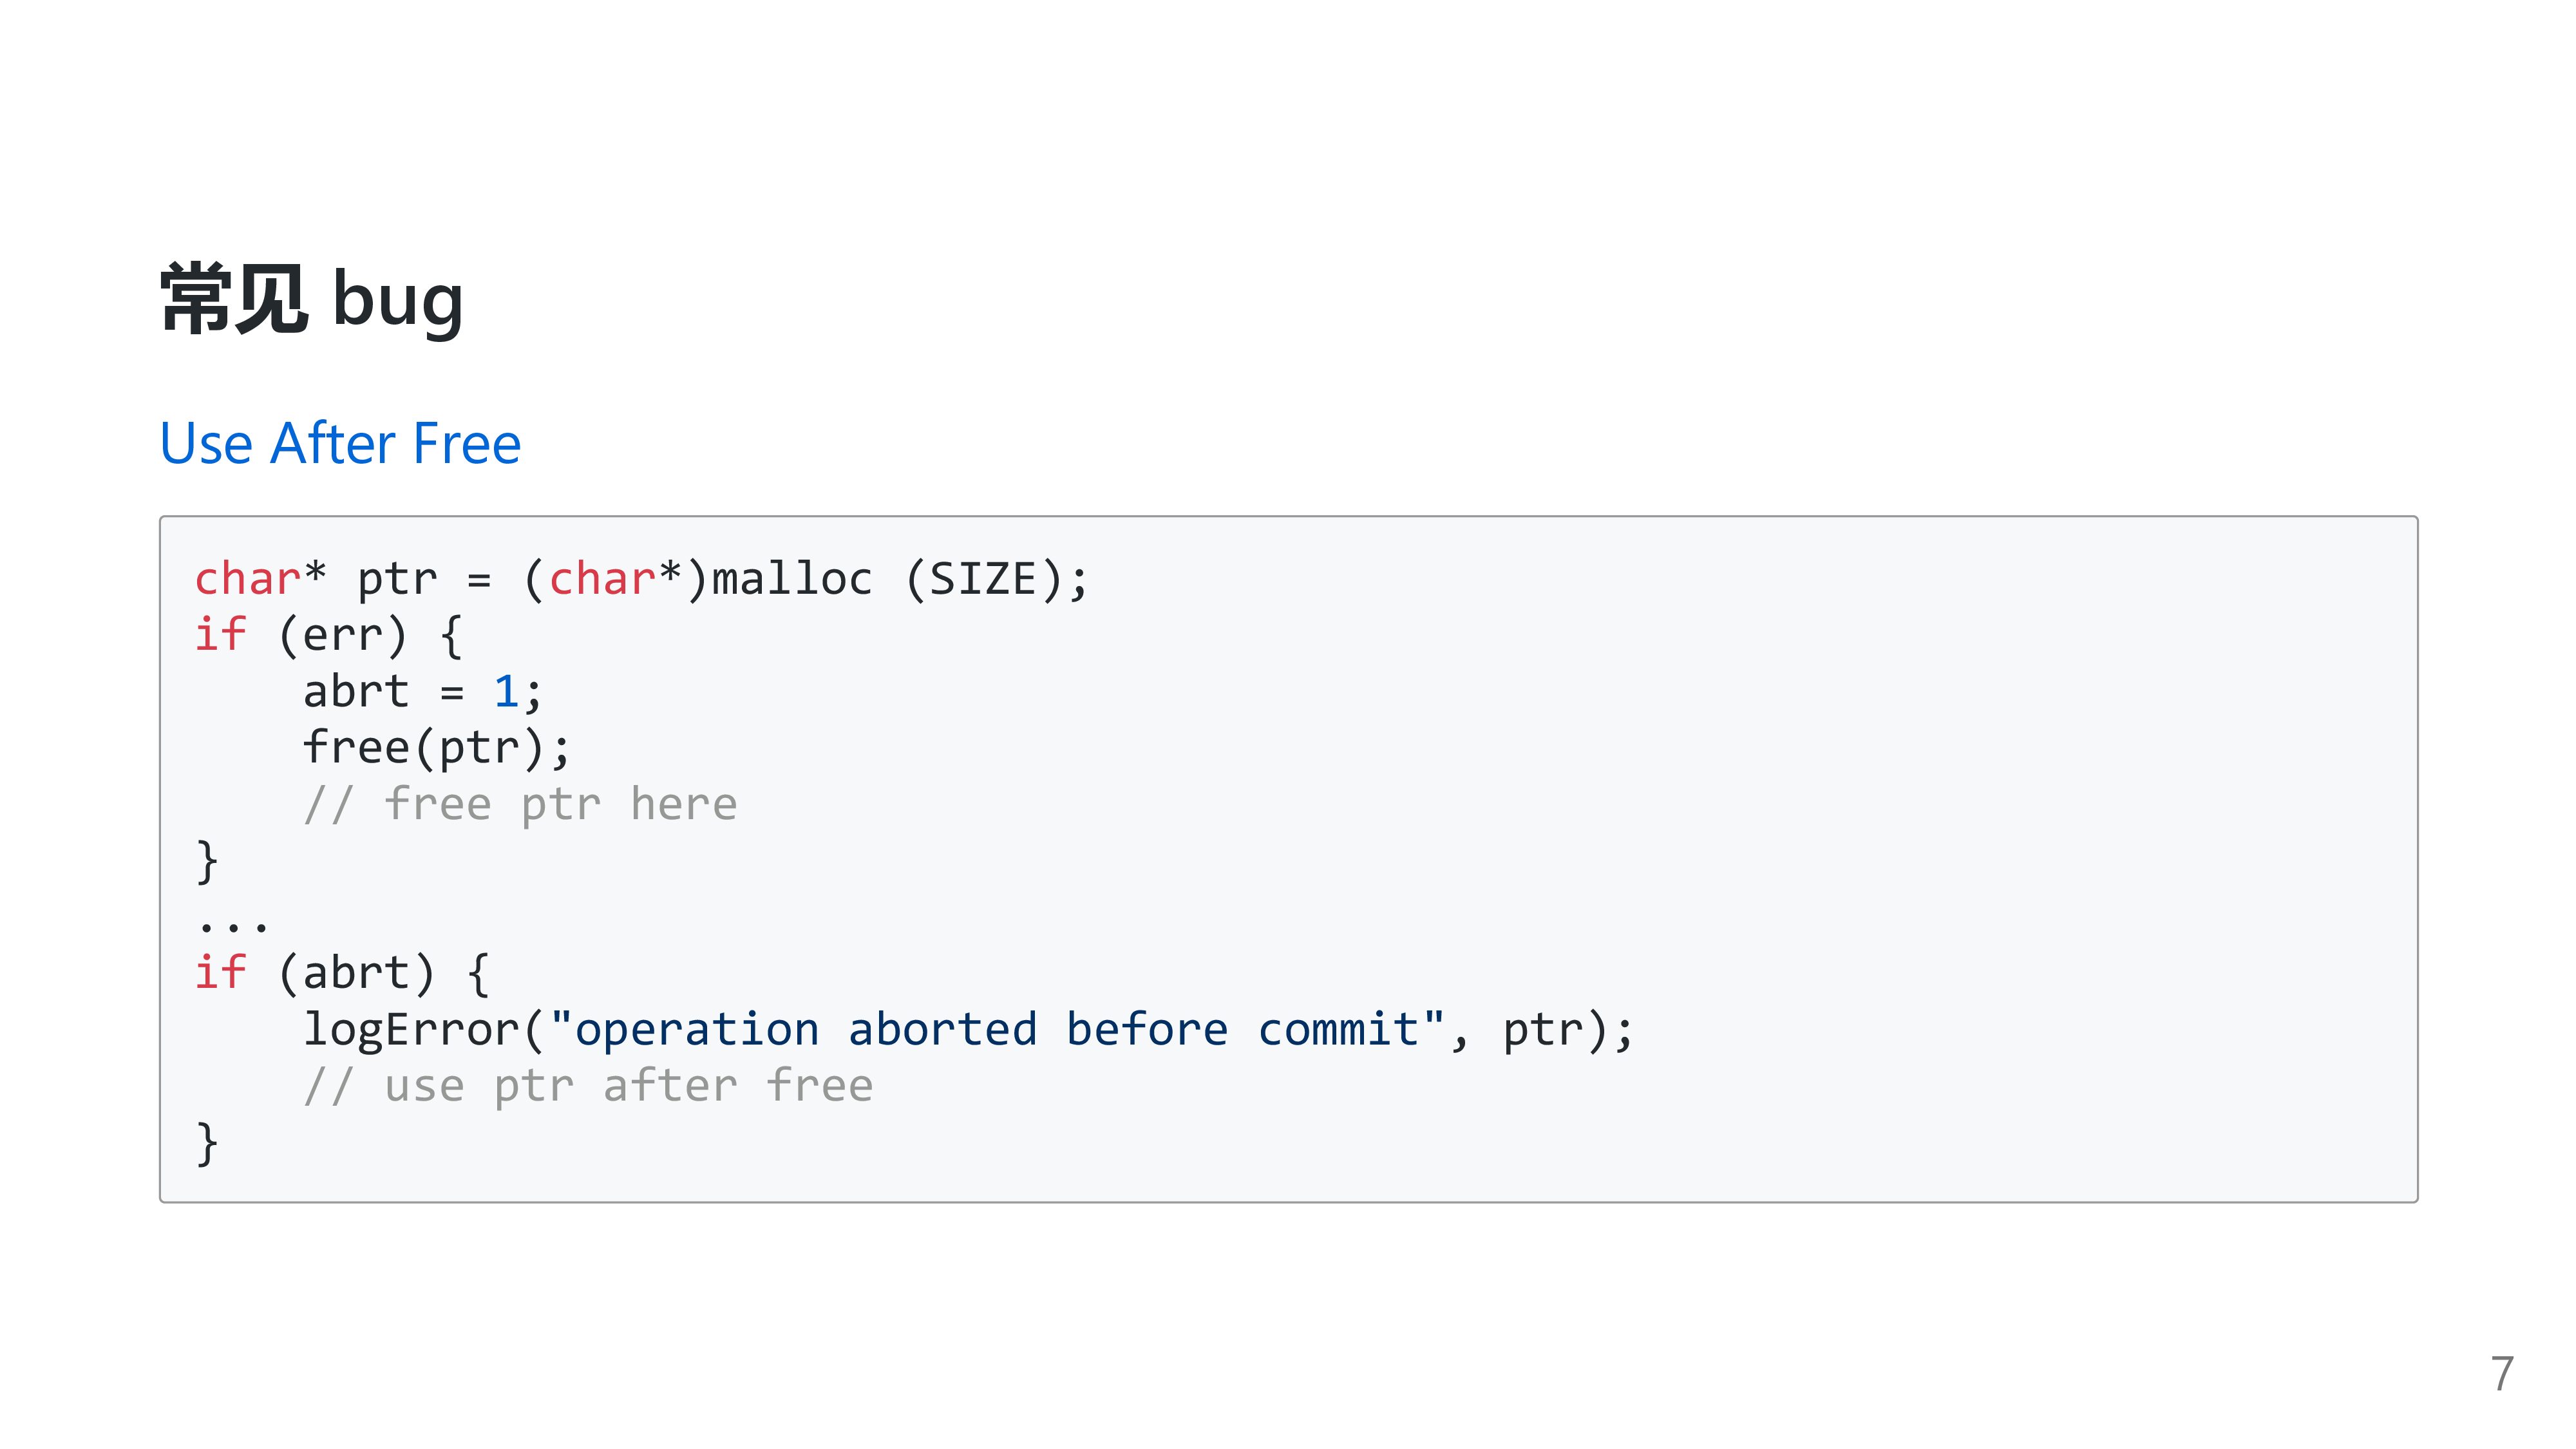 常见 bug
Use After Free
char* ptr = (char*)malloc (SIZE);
if (err) {
    abrt = 1;
    free(ptr);
    // free ptr here
}
...
if (abrt) {
    logError("operation aborted before commit", ptr);
    // use ptr after free
}
7